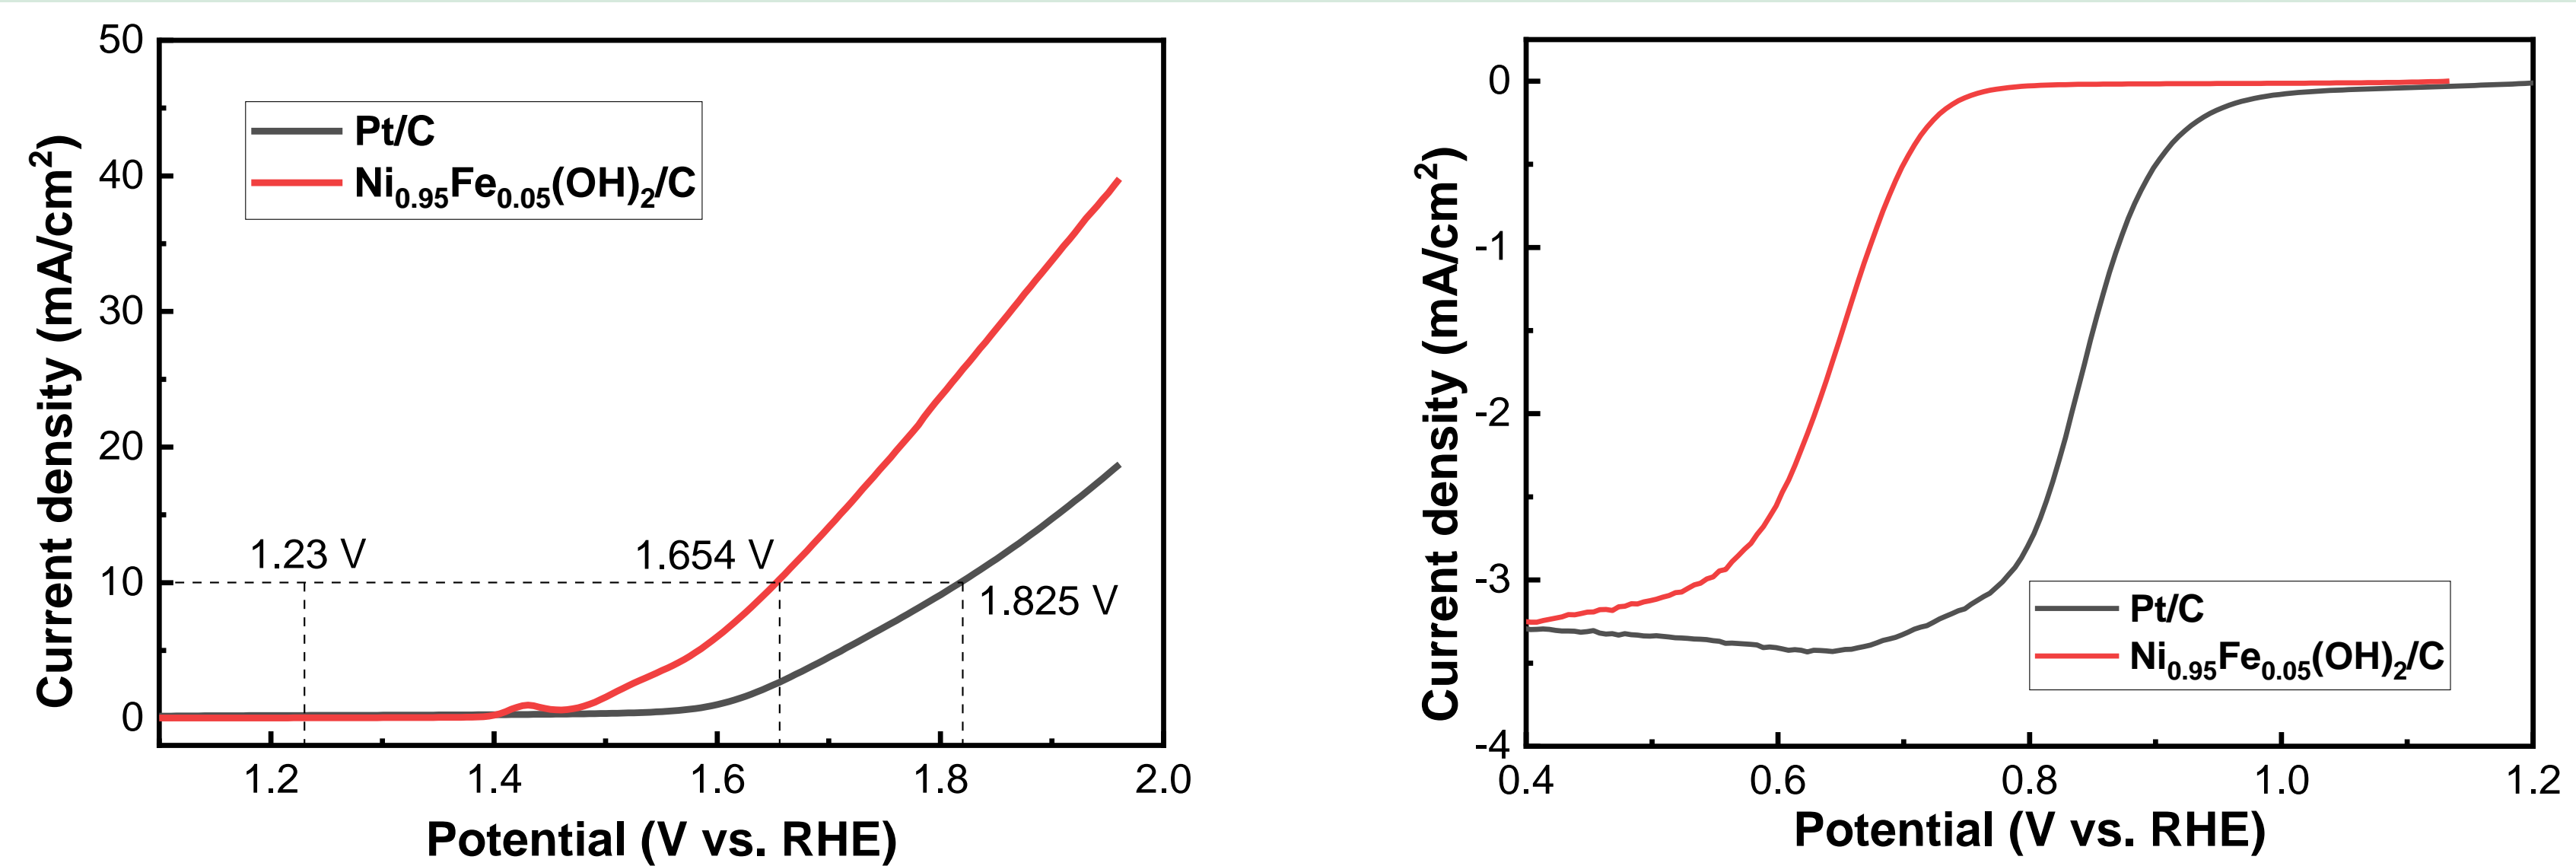 50
40
30
20
10
0
Current density (mA/cm²)
Pt/C
Ni₀.₉₅Fe₀.₀₅(OH)₂/C
1.23 V
1.654 V
1.825 V
1.2
1.4
1.6
1.8
2.0
Potential (V vs. RHE)
0
-1
-2
-3
-4
Current density (mA/cm²)
Pt/C
Ni₀.₉₅Fe₀.₀₅(OH)₂/C
0.4
0.6
0.8
1.0
1.2
Potential (V vs. RHE)